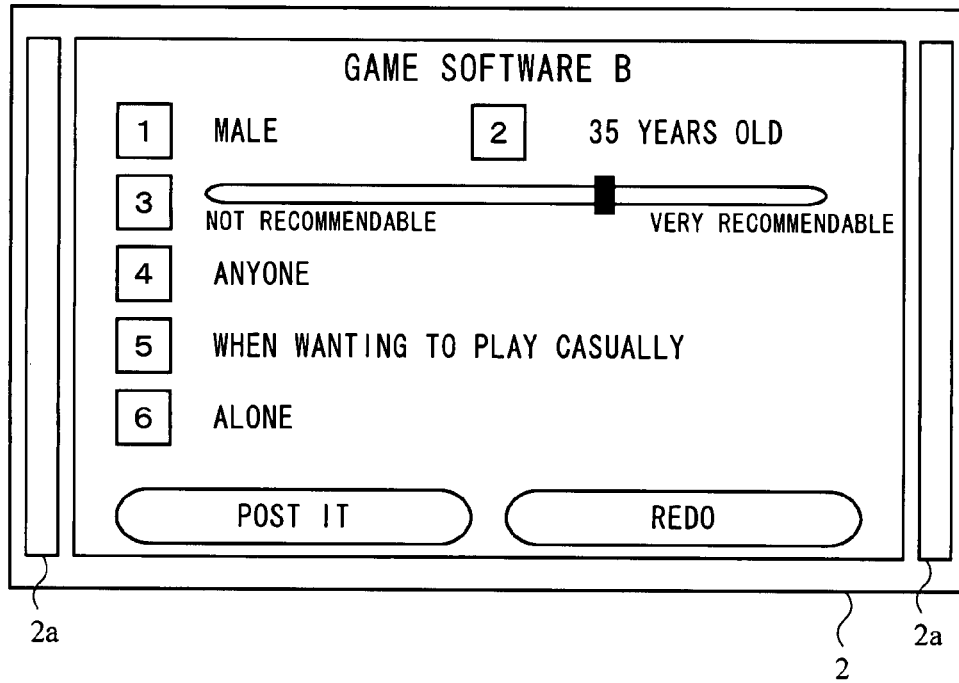 GAME SOFTWARE B
1 MALE 2 35 YEARS OLD
3
NOT RECOMMENDABLE VERY RECOMMENDABLE
4 ANYONE
5 WHEN WANTING TO PLAY CASUALLY
6 ALONE
POST IT REDO
2a 2a
2